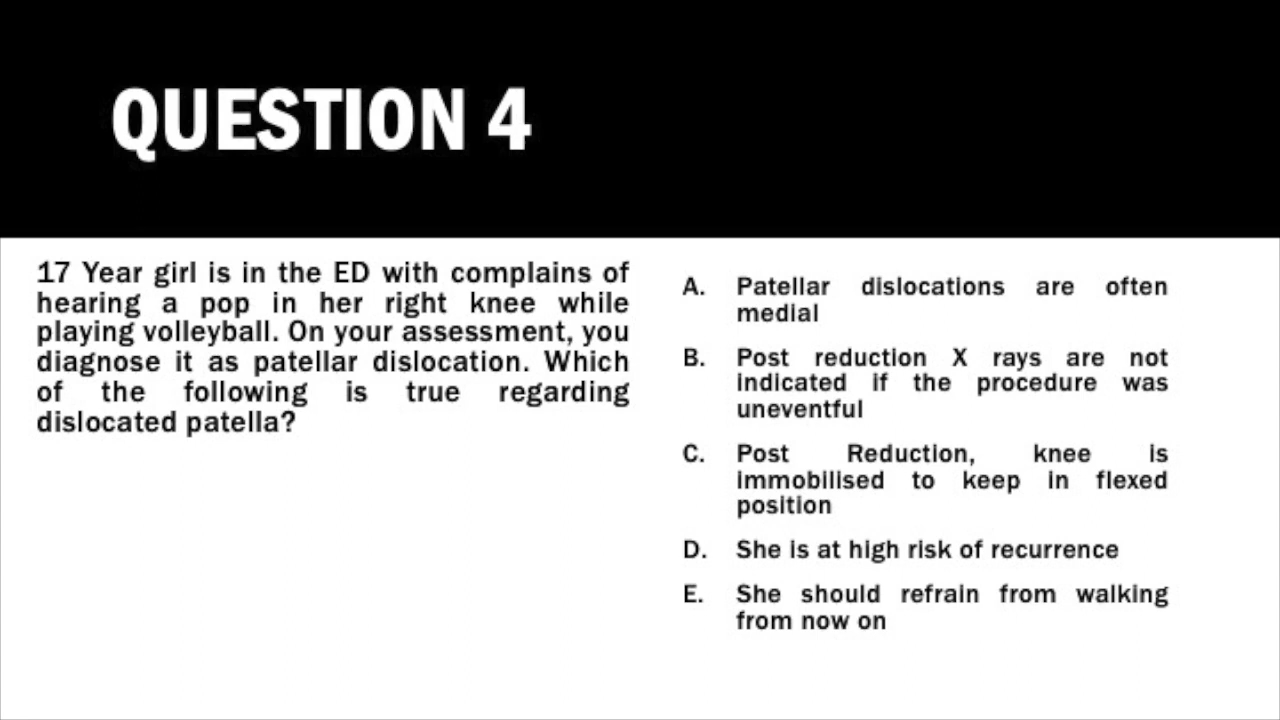 QUESTION 4
17 Year girl is in the ED with complains of
hearing a pop in her right knee while
playing volleyball. On your assessment, you
diagnose it as patellar dislocation. Which
of the following is true regarding
dislocated patella?
A. Patellar dislocations are often
medial
B. Post reduction X rays are not
indicated if the procedure was
uneventful
C. Post Reduction, knee is
immobilised to keep in flexed
position
D. She is at high risk of recurrence
E. She should refrain from walking
from now on